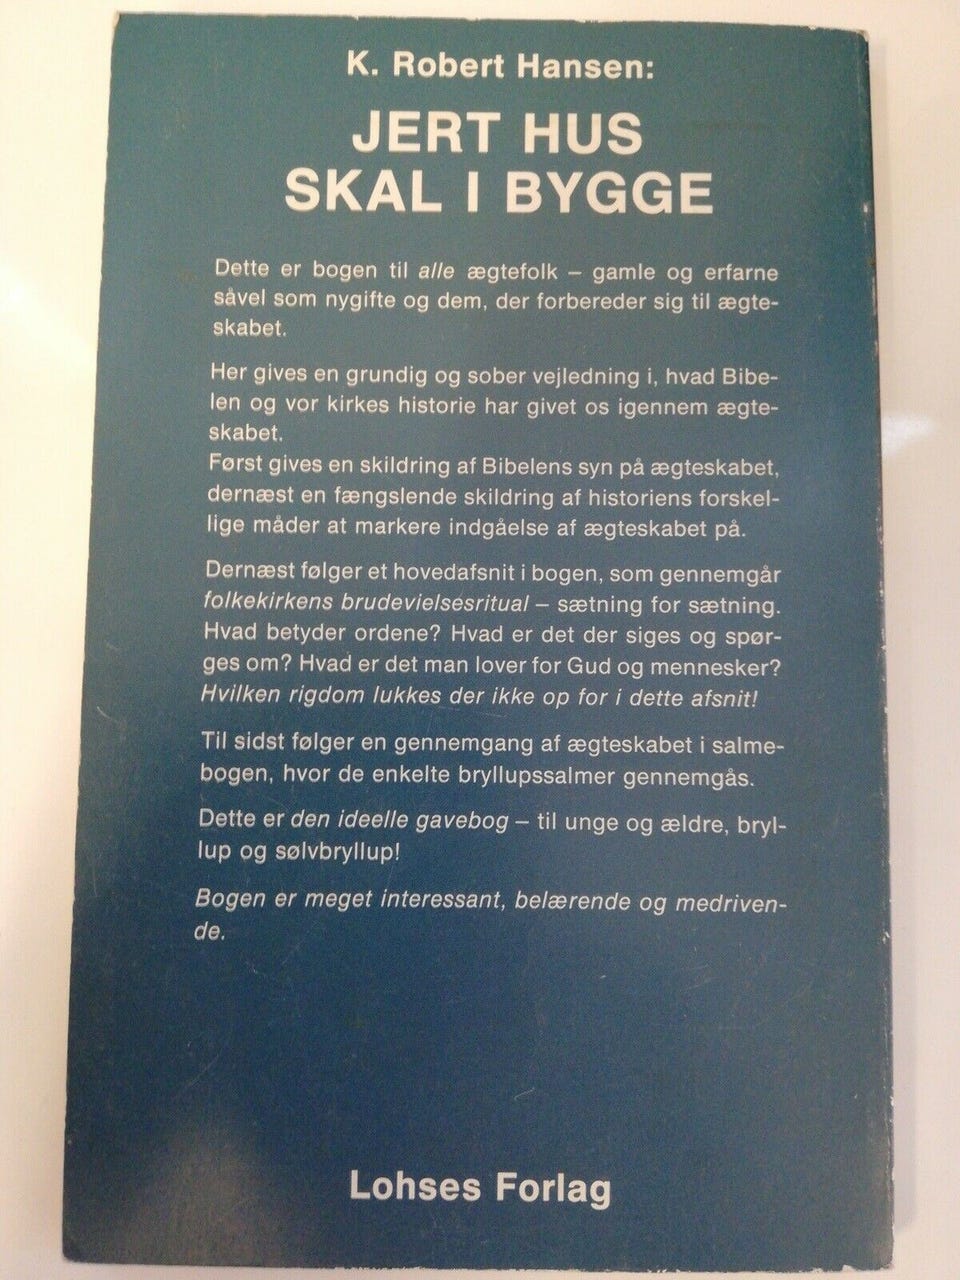 K. Robert Hansen:
JERT HUS
SKAL I BYGGE
Dette er bogen til alle ægtefolk – gamle og erfarne
såvel som nygifte og dem, der forbereder sig til ægte-
skabet.
Her gives en grundig og sober vejledning i, hvad Bibe-
len og vor kirkes historie har givet os igennem ægte-
skabet.
Først gives en skildring af Bibelens syn på ægteskabet,
dernæst en fængslende skildring af historiens forskel-
lige måder at markere indgåelse af ægteskabet på.
Dernæst følger et hovedafsnit i bogen, som gennemgår
folkekirkens brudevielsesritual – sætning for sætning.
Hvad betyder ordene? Hvad er det der siges og spør-
ges om? Hvad er det man lover for Gud og mennesker?
Hvilken rigdom lukkes der ikke op for i dette afsnit!
Til sidst følger en gennemgang af ægteskabet i salme-
bogen, hvor de enkelte bryllupssalmer gennemgås.
Dette er den ideelle gavebog – til unge og ældre, bryl-
lup og sølvbryllup!
Bogen er meget interessant, belærende og medriven-
de.
Lohses Forlag